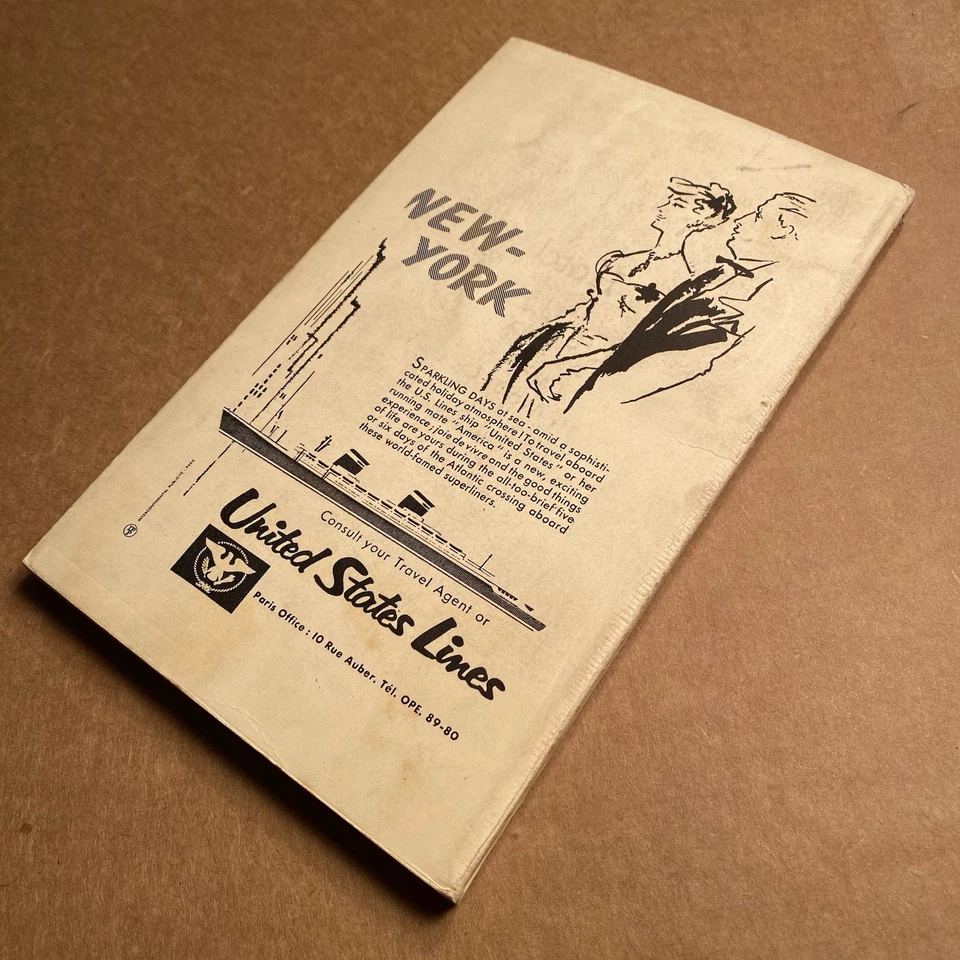 NEW-
YORK
SPARKLING DAYS at sea - amid a sophisti-
cated holiday atmosphere ! To travel aboard
the U.S. Lines ship "United States", or her
running mate "America" is a new, exciting
experience, joie de vivre and the good things
of life are yours during the all-too-brief five
or six days of the Atlantic crossing aboard
these world-famed superliners.
Consult your Travel Agent or
United States Lines
Paris Office : 10 Rue Auber. Tél. OPE. 89-80
INTERCONTINENTAL PUBLICITÉ - PARIS